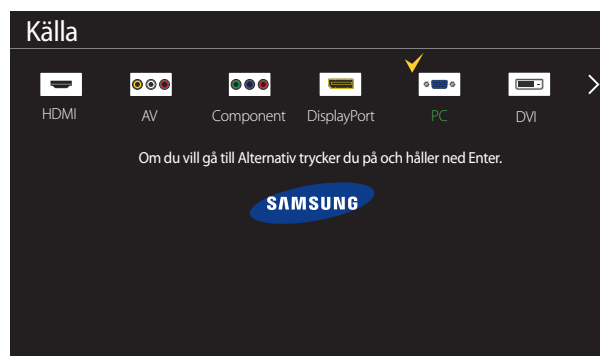 Källa
HDMI AV Component DisplayPort PC DVI
Om du vill gå till Alternativ trycker du på och håller ned Enter.
SAMSUNG